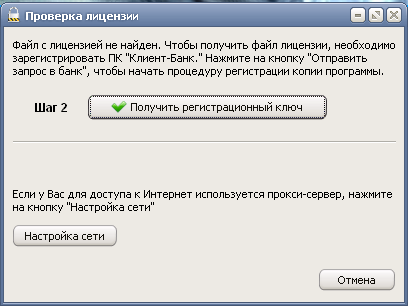 Проверка лицензии
Файл с лицензией не найден. Чтобы получить файл лицензии, необходимо
зарегистрировать ПК "Клиент-Банк." Нажмите на кнопку "Отправить
запрос в банк", чтобы начать процедуру регистрации копии программы.
Шаг 2 Получить регистрационный ключ
Если у Вас для доступа к Интернет используется прокси-сервер, нажмите
на кнопку "Настройка сети"
Настройка сети
Отмена